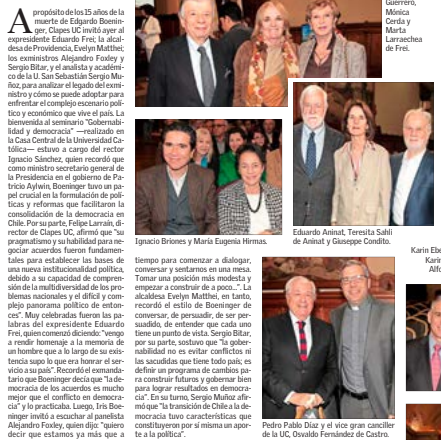 A propósito de los 15 años de la
muerte de Edgardo Boenin-
ger, Clapes UC invitó ayer al
expresidente Eduardo Frei; la alcal-
desa de Providencia, Evelyn Matthei;
los exministros Alejandro Foxley y
Sergio Bitar, y el analista y académi-
co de la U. San Sebastián Sergio Mu-
ñoz, para analizar el legado del exmi-
nistro y cómo se puede adoptar para
enfrentar el complejo escenario polí-
tico y económico que vive el país. La
bienvenida al seminario "Gobernabi-
lidad y democracia" —realizado en
la Casa Central de la Universidad Ca-
tólica— estuvo a cargo del rector
Ignacio Sánchez, quien recordó que
como ministro secretario general de
la Presidencia en el gobierno de Pa-
tricio Aylwin, Boeninger tuvo un pa-
pel crucial en la formulación de polí-
ticas y reformas que facilitaron la
consolidación de la democracia en
Chile. Por su parte, Felipe Larraín, di-
rector de Clapes UC, afirmó que "su
pragmatismo y su habilidad para ne-
gociar acuerdos fueron fundamen-
tales para establecer las bases de
una nueva institucionalidad política,
debido a su capacidad de compren-
sión de la multidiversidad de los pro-
blemas nacionales y el difícil y com-
plejo panorama político de enton-
ces". Muy celebradas fueron las pa-
labras del expresidente Eduardo
Frei, quien comenzó diciendo: "vengo
a rendir homenaje a la memoria de
un hombre que a lo largo de su exis-
tencia supo lo que era honrar el ser-
vicio a su país". Recordó el exmanda-
tario que Boeninger decía que "la de-
mocracia de los acuerdos es mucho
mejor que el conflicto en democra-
cia" y lo practicaba. Luego, Iris Boe-
ninger invitó a escuchar al panelista
Alejandro Foxley, quien dijo: "quiero
decir que estamos ya más que a
tiempo para comenzar a dialogar,
conversar y sentarnos en una mesa.
Tomar una posición más modesta y
empezar a construir de a poco...". La
alcaldesa Evelyn Matthei, en tanto,
recordó el estilo de Boeninger de
conversar, de persuadir, de ser per-
suadido, de entender que cada uno
tiene un punto de vista. Sergio Bitar,
por su parte, sostuvo que "la gober-
nabilidad no es evitar conflictos ni
las sacudidas que tiene todo país; es
definir un programa de cambios pa-
ra construir futuros y gobernar bien
para lograr resultados en democra-
cia". En su turno, Sergio Muñoz afir-
mó que "la transición de Chile a la de-
mocracia tuvo características que
constituyeron por sí misma un apor-
te a la política".
Guerrero,
Mónica
Cerda y
Marta
Larraechea
de Frei.
Ignacio Briones y María Eugenia Hirmas.
Eduardo Aninat, Teresita Sahli
de Aninat y Giuseppe Condito.
Pedro Pablo Díaz y el vice gran canciller
de la UC, Osvaldo Fernández de Castro.
Karin Ebe
Karin
Alfo